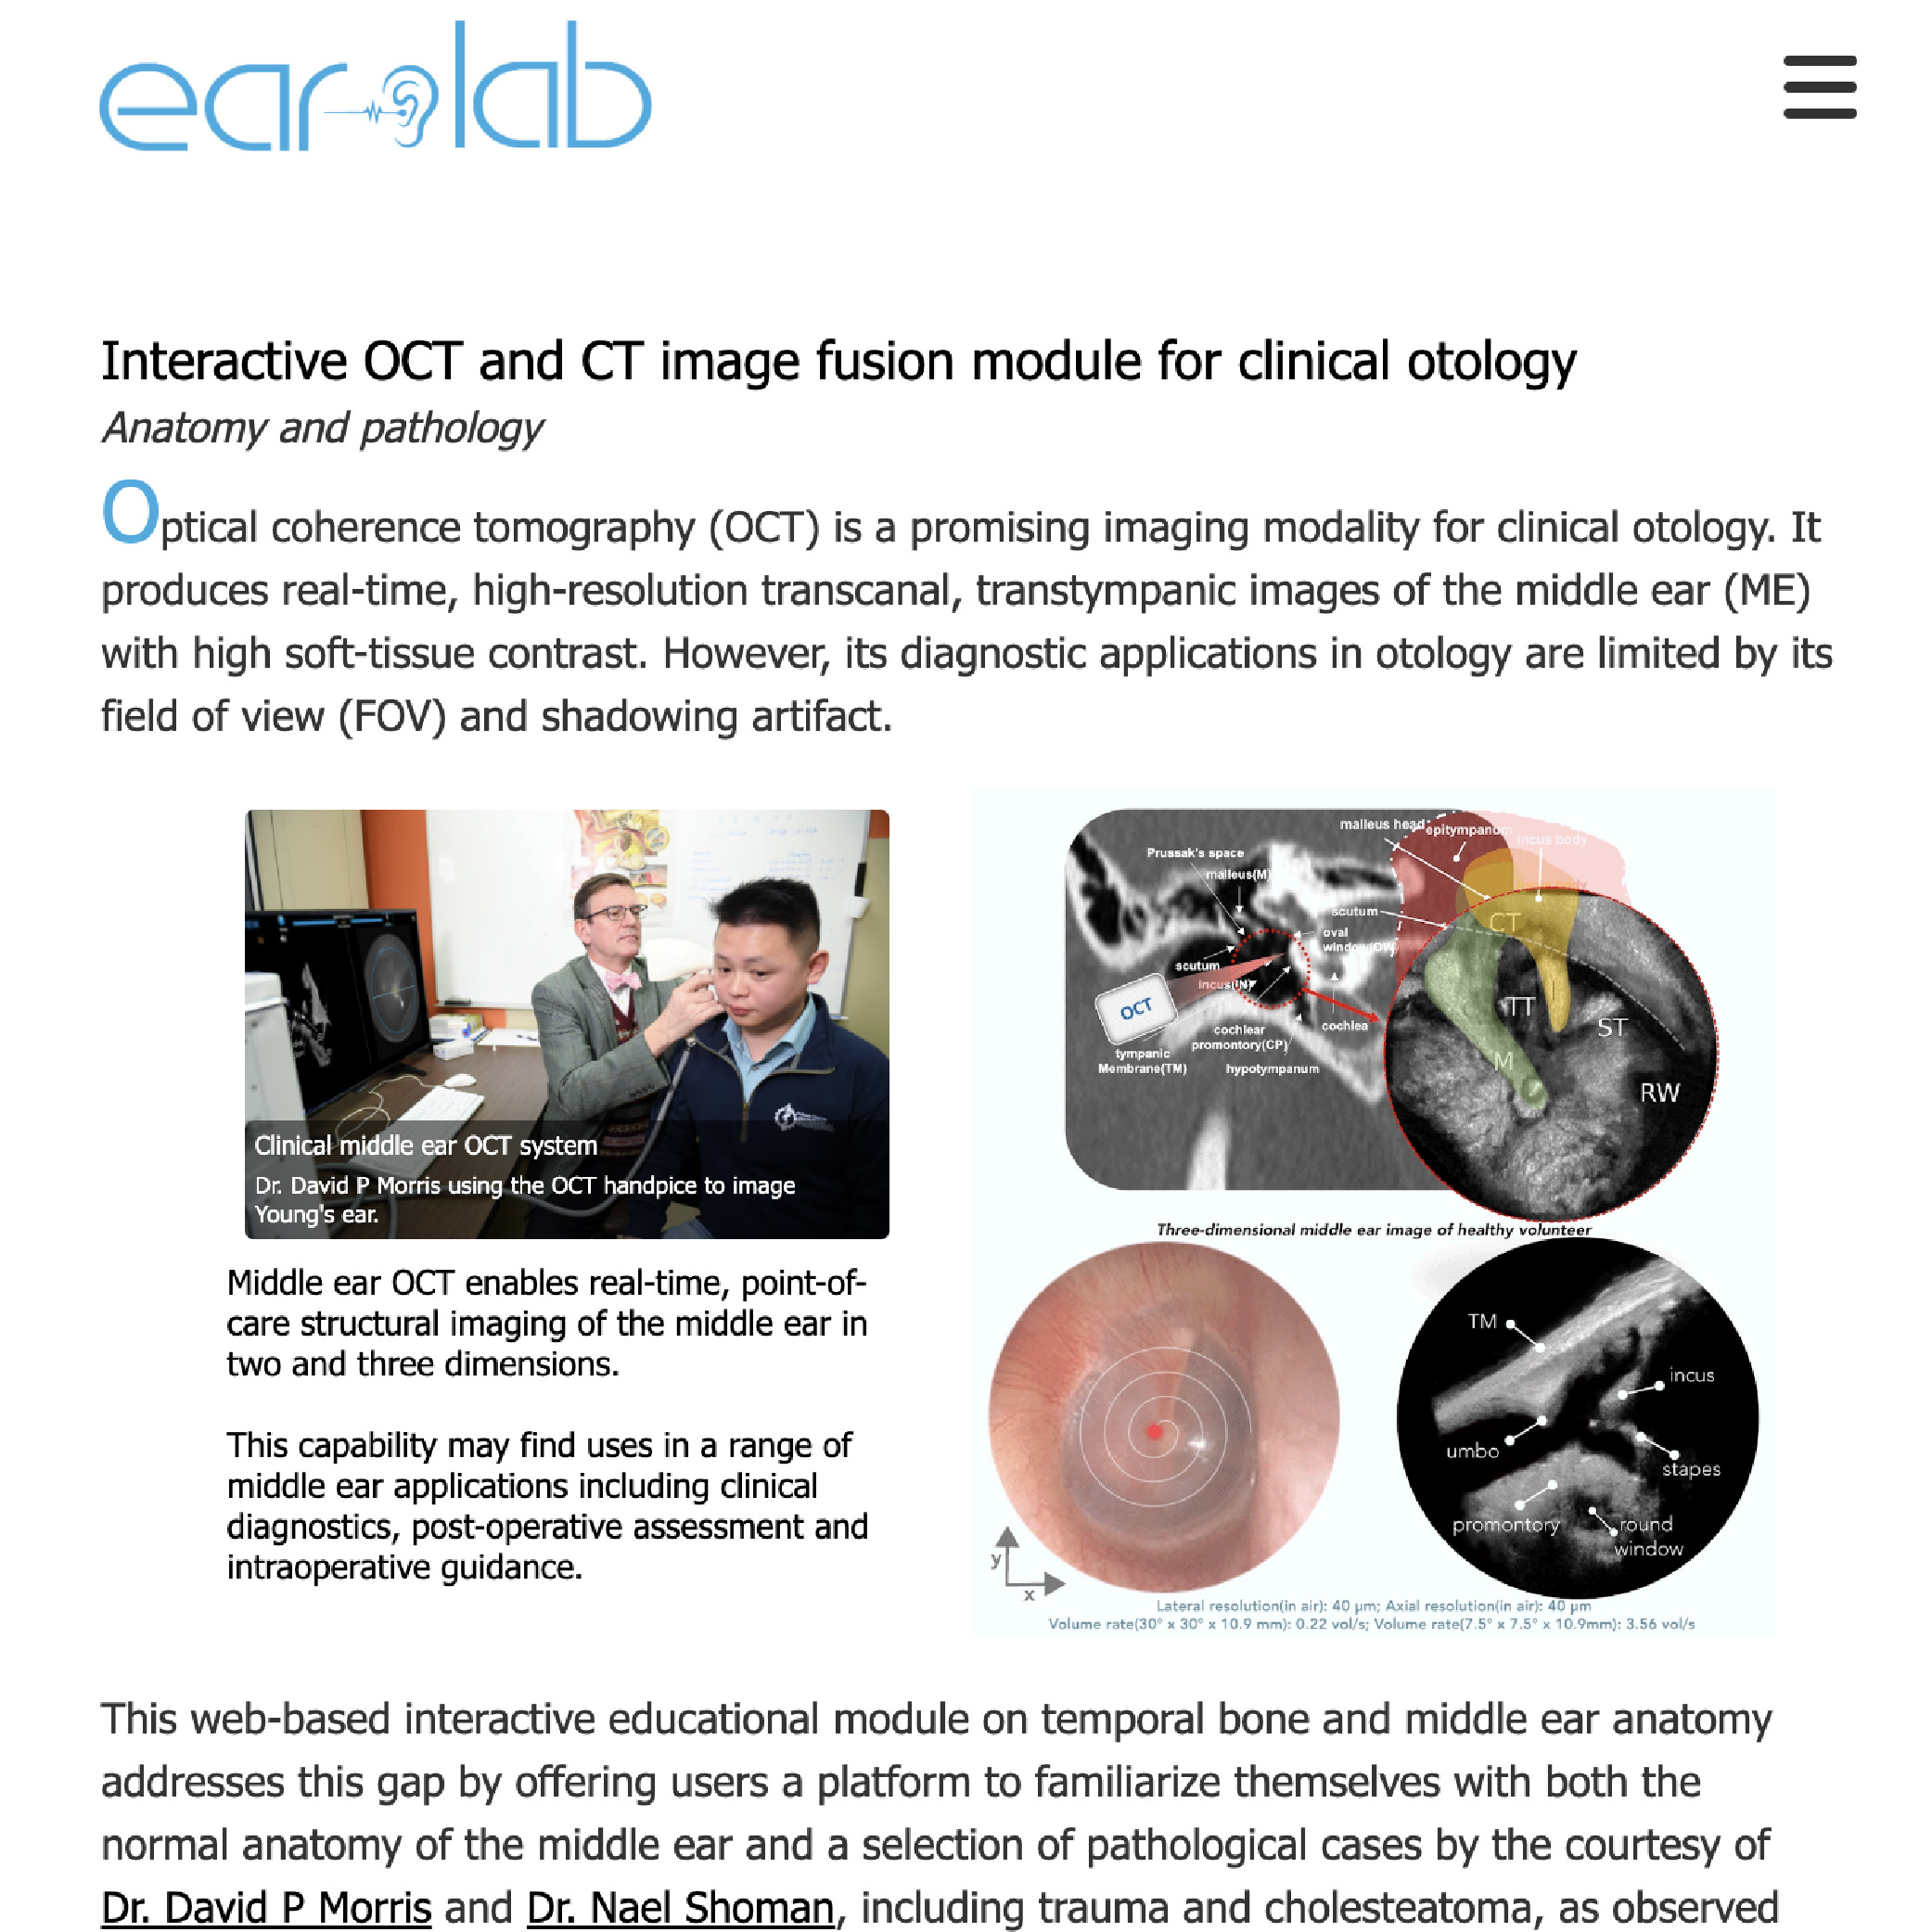 ear lab
Interactive OCT and CT image fusion module for clinical otology
Anatomy and pathology
Optical coherence tomography (OCT) is a promising imaging modality for clinical otology. It
produces real-time, high-resolution transcanal, transtympanic images of the middle ear (ME)
with high soft-tissue contrast. However, its diagnostic applications in otology are limited by its
field of view (FOV) and shadowing artifact.
Clinical middle ear OCT system
Dr. David P Morris using the OCT handpice to image
Young's ear.
Middle ear OCT enables real-time, point-of-
care structural imaging of the middle ear in
two and three dimensions.
This capability may find uses in a range of
middle ear applications including clinical
diagnostics, post-operative assessment and
intraoperative guidance.
malleus head
epitympanom
incus body
Prussak's space
malleus(M)
scutum
oval
window(OW)
scutum
incus(IN)
OCT
cochlear
promontory(CP)
cochlea
tympanic
Membrane(TM)
hypotympanum
CT
TT
ST
M
RW
Three-dimensional middle ear image of healthy volunteer
TM
incus
umbo
stapes
promontory
round
window
y
x
Lateral resolution(in air): 40 µm; Axial resolution(in air): 40 µm
Volume rate(30° x 30° x 10.9 mm): 0.22 vol/s; Volume rate(7.5° x 7.5° x 10.9mm): 3.56 vol/s
This web-based interactive educational module on temporal bone and middle ear anatomy
addresses this gap by offering users a platform to familiarize themselves with both the
normal anatomy of the middle ear and a selection of pathological cases by the courtesy of
Dr. David P Morris and Dr. Nael Shoman, including trauma and cholesteatoma, as observed